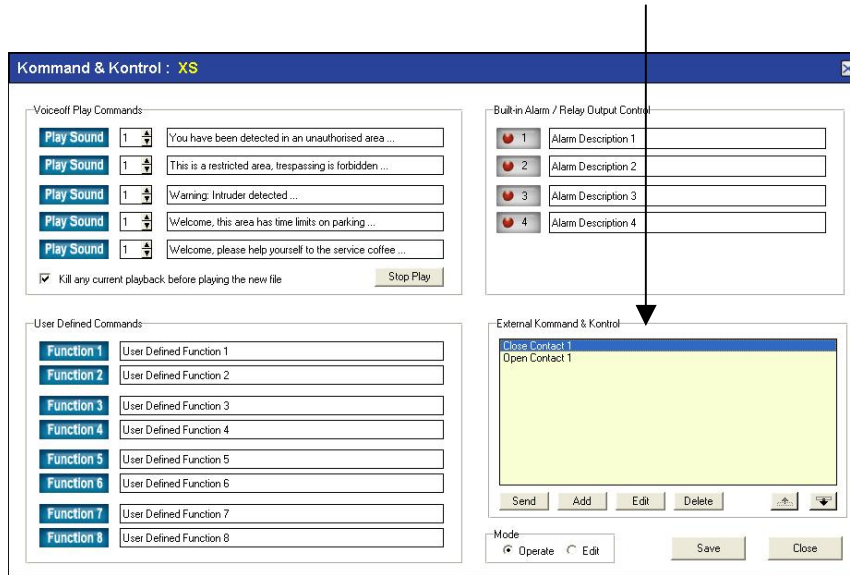 Kommand & Kontrol : XS
Voiceoff Play Commands
Play Sound 1 You have been detected in an unauthorised area ...
Play Sound 1 This is a restricted area, trespassing is forbidden ...
Play Sound 1 Warning: Intruder detected ...
Play Sound 1 Welcome, this area has time limits on parking ...
Play Sound 1 Welcome, please help yourself to the service coffee ...
Kill any current playback before playing the new file
Stop Play
Built-in Alarm / Relay Output Control
1 Alarm Description 1
2 Alarm Description 2
3 Alarm Description 3
4 Alarm Description 4
User Defined Commands
Function 1 User Defined Function 1
Function 2 User Defined Function 2
Function 3 User Defined Function 3
Function 4 User Defined Function 4
Function 5 User Defined Function 5
Function 6 User Defined Function 6
Function 7 User Defined Function 7
Function 8 User Defined Function 8
External Kommand & Kontrol
Close Contact 1
Open Contact 1
Send Add Edit Delete
Mode
Operate Edit
Save Close